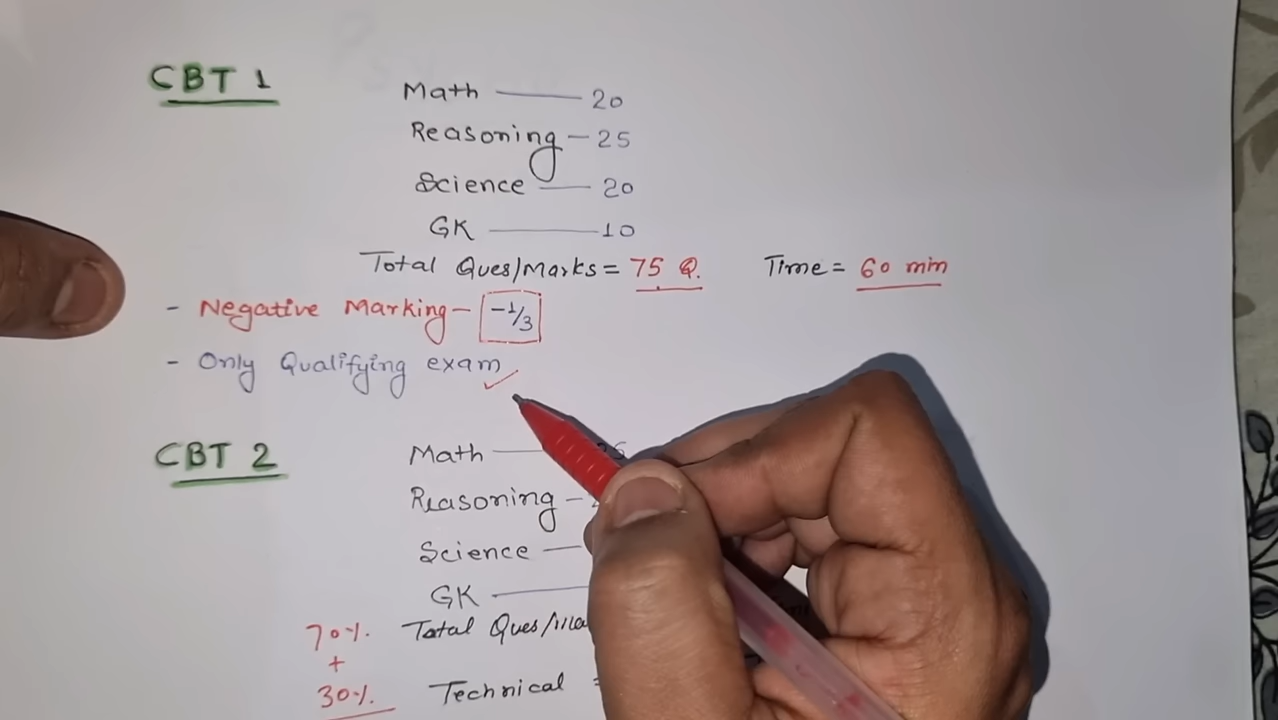 CBT 1
Math — 20
Reasoning — 25
Science — 20
GK — 10
Total Ques/Marks = 75 Q. Time = 60 min
- Negative Marking - -1/3
- Only Qualifying exam ✓
CBT 2
Math —
Reasoning -
Science —
GK —
70% Total Ques/Ma
+
30% Technical